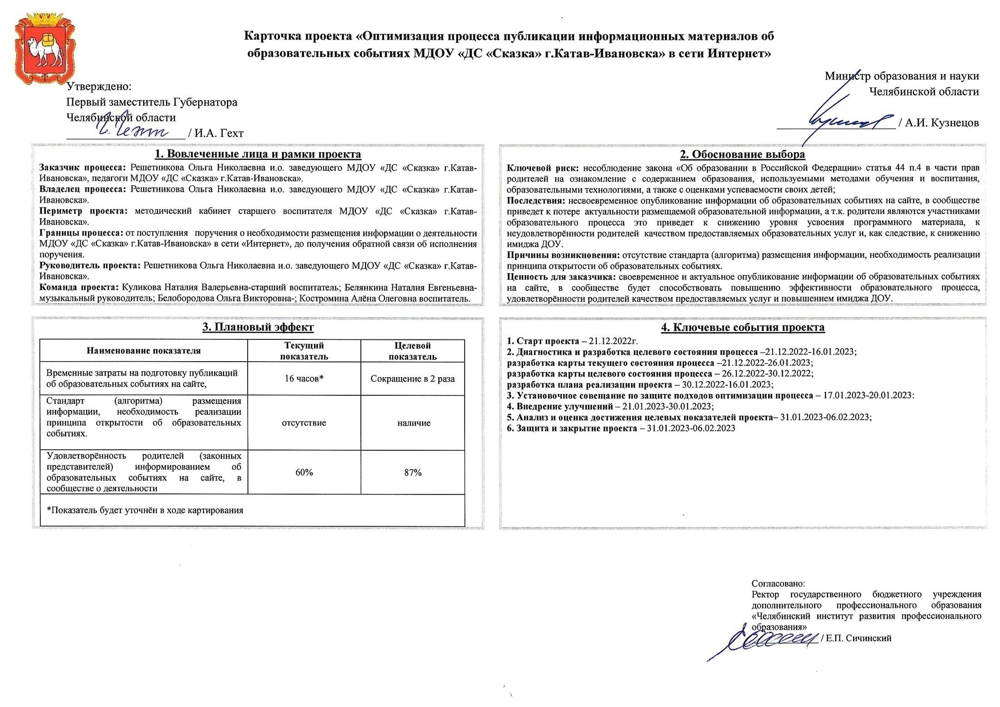 Карточка проекта «Оптимизация процесса публикации информационных материалов об
образовательных событиях МДОУ «ДС «Сказка» г.Катав-Ивановска» в сети Интернет»
Утверждено:
Первый заместитель Губернатора
Челябинской области
/ И.А. Гехт
Министр образования и науки
Челябинской области
/ А.И. Кузнецов
1. Вовлеченные лица и рамки проекта
Заказчик процесса: Решетникова Ольга Николаевна и.о. заведующего МДОУ «ДС «Сказка» г.Катав-
Ивановска», педагоги МДОУ «ДС «Сказка» г.Катав-Ивановска».
Владелец процесса: Решетникова Ольга Николаевна и.о. заведующего МДОУ «ДС «Сказка» г.Катав-
Ивановска».
Периметр проекта: методический кабинет старшего воспитателя МДОУ «ДС «Сказка» г.Катав-
Ивановска».
Границы процесса: от поступления поручения о необходимости размещения информации о деятельности
МДОУ «ДС «Сказка» г.Катав-Ивановска» в сети «Интернет», до получения обратной связи об исполнения
поручения.
Руководитель проекта: Решетникова Ольга Николаевна и.о. заведующего МДОУ «ДС «Сказка» г.Катав-
Ивановска».
Команда проекта: Куликова Наталия Валерьевна-старший воспитатель; Белянкина Наталия Евгеньевна-
музыкальный руководитель; Белобородова Ольга Викторовна-; Костромина Алёна Олеговна воспитатель.
2. Обоснование выбора
Ключевой риск: несоблюдение закона «Об образовании в Российской Федерации» статья 44 п.4 в части прав
родителей на ознакомление с содержанием образования, используемыми методами обучения и воспитания,
образовательными технологиями, а также с оценками успеваемости своих детей;
Последствия: несвоевременное опубликование информации об образовательных событиях на сайте, в сообществе
приведет к потере актуальности размещаемой образовательной информации, а т.к. родители являются участниками
образовательного процесса это приведет к снижению уровня усвоения программного материала, к
неудовлетворённости родителей качеством предоставляемых образовательных услуг и, как следствие, к снижению
имиджа ДОУ.
Причины возникновения: отсутствие стандарта (алгоритма) размещения информации, необходимость реализации
принципа открытости об образовательных событиях.
Ценность для заказчика: своевременное и актуальное опубликование информации об образовательных событиях
на сайте, в сообществе будет способствовать повышению эффективности образовательного процесса,
удовлетворённости родителей качеством предоставляемых услуг и повышением имиджа ДОУ.
3. Плановый эффект
Наименование показателя
Текущий
показатель
Целевой
показатель
Временные затраты на подготовку публикаций
об образовательных событиях на сайте,
16 часов*
Сокращение в 2 раза
Стандарт (алгоритма) размещения
информации, необходимость реализации
принципа открытости об образовательных
событиях.
отсутствие
наличие
Удовлетворённость родителей (законных
представителей) информированием об
образовательных событиях на сайте, в
сообществе о деятельности
60%
87%
*Показатель будет уточнён в ходе картирования
4. Ключевые события проекта
1. Старт проекта – 21.12.2022г.
2. Диагностика и разработка целевого состояния процесса –21.12.2022-16.01.2023;
разработка карты текущего состояния процесса –21.12.2022-26.01.2023;
разработка карты целевого состояния процесса – 26.12.2022-30.12.2022;
разработка плана реализации проекта – 30.12.2022-16.01.2023;
3. Установочное совещание по защите подходов оптимизации процесса – 17.01.2023-20.01.2023:
4. Внедрение улучшений – 21.01.2023-30.01.2023;
5. Анализ и оценка достижения целевых показателей проекта– 31.01.2023-06.02.2023;
6. Защита и закрытие проекта – 31.01.2023-06.02.2023
Согласовано:
Ректор государственного бюджетного учреждения
дополнительного профессионального образования
«Челябинский институт развития профессионального
образования»
/ Е.П. Сичинский